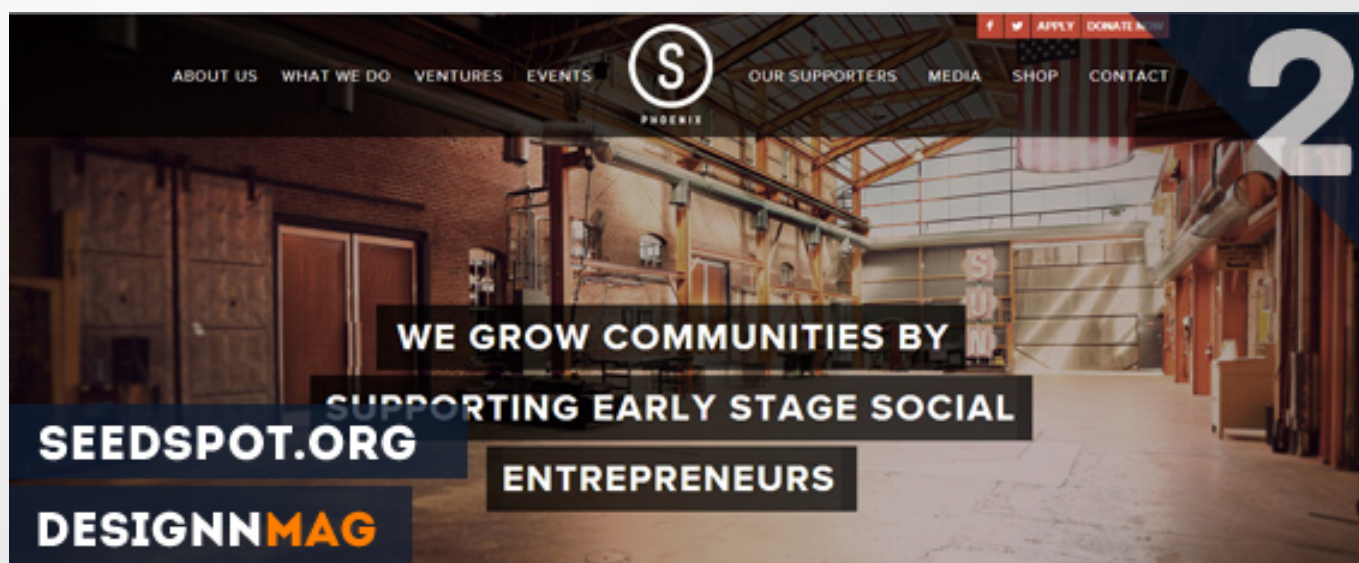 APPLY DONATE NOW
2
ABOUT US WHAT WE DO VENTURES EVENTS S OUR SUPPORTERS MEDIA SHOP CONTACT
PHOENIX
SUN
WE GROW COMMUNITIES BY
SUPPORTING EARLY STAGE SOCIAL
ENTREPRENEURS
SEEDSPOT.ORG
DESIGNNMAG